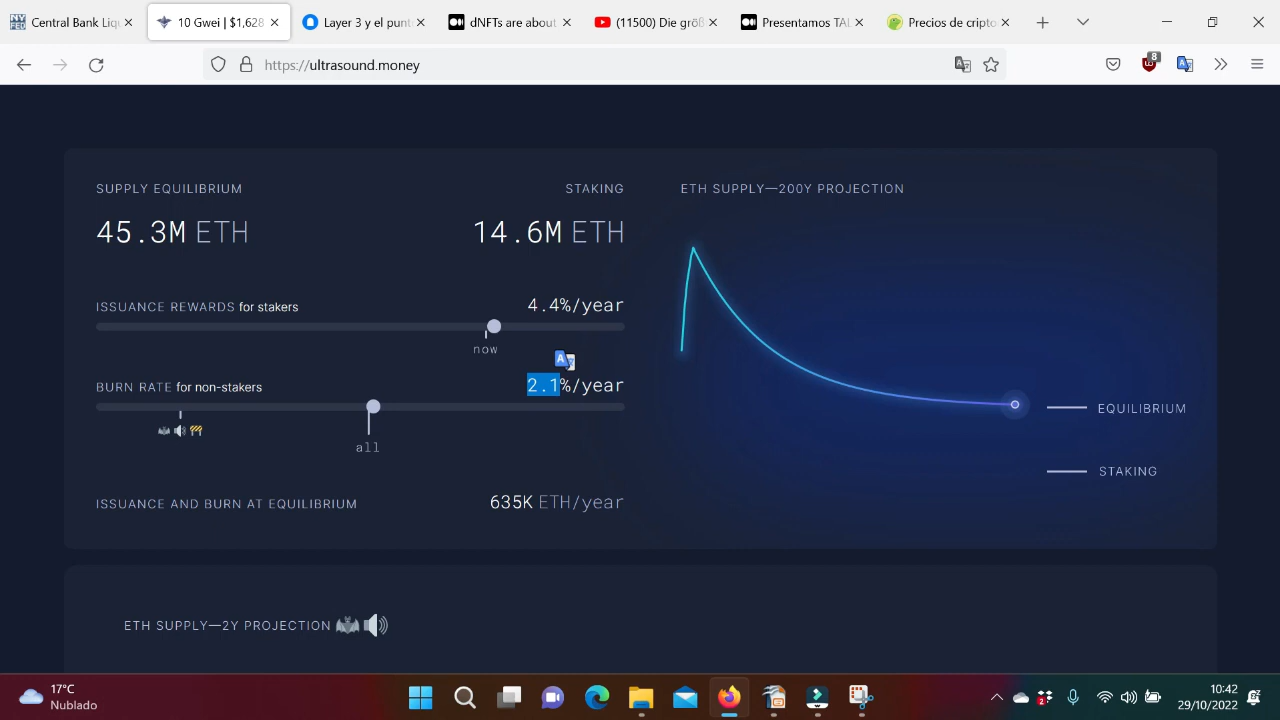 Central Bank Liqu
10 Gwei | $1,628
Layer 3 y el punt
dNFTs are about
(11500) Die größ
Presentamos TAL
Precios de cripto
https://ultrasound.money
8
SUPPLY EQUILIBRIUM
STAKING
ETH SUPPLY—200Y PROJECTION
45.3M ETH
14.6M ETH
ISSUANCE REWARDS for stakers
4.4%/year
now
BURN RATE for non-stakers
2.1%/year
all
EQUILIBRIUM
STAKING
ISSUANCE AND BURN AT EQUILIBRIUM
635K ETH/year
ETH SUPPLY—2Y PROJECTION
17°C
Nublado
10:42
29/10/2022